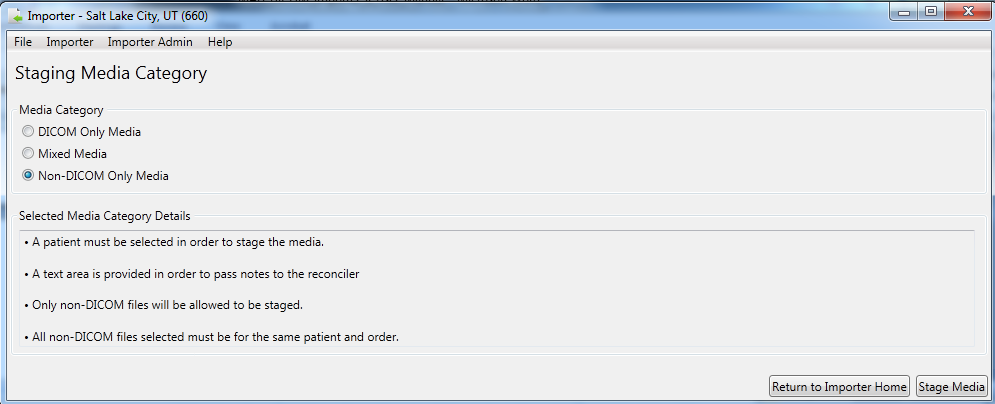 Importer - Salt Lake City, UT (660)
File Importer Importer Admin Help
Staging Media Category
Media Category
DICOM Only Media
Mixed Media
Non-DICOM Only Media
Selected Media Category Details
• A patient must be selected in order to stage the media.
• A text area is provided in order to pass notes to the reconciler
• Only non-DICOM files will be allowed to be staged.
• All non-DICOM files selected must be for the same patient and order.
Return to Importer Home Stage Media